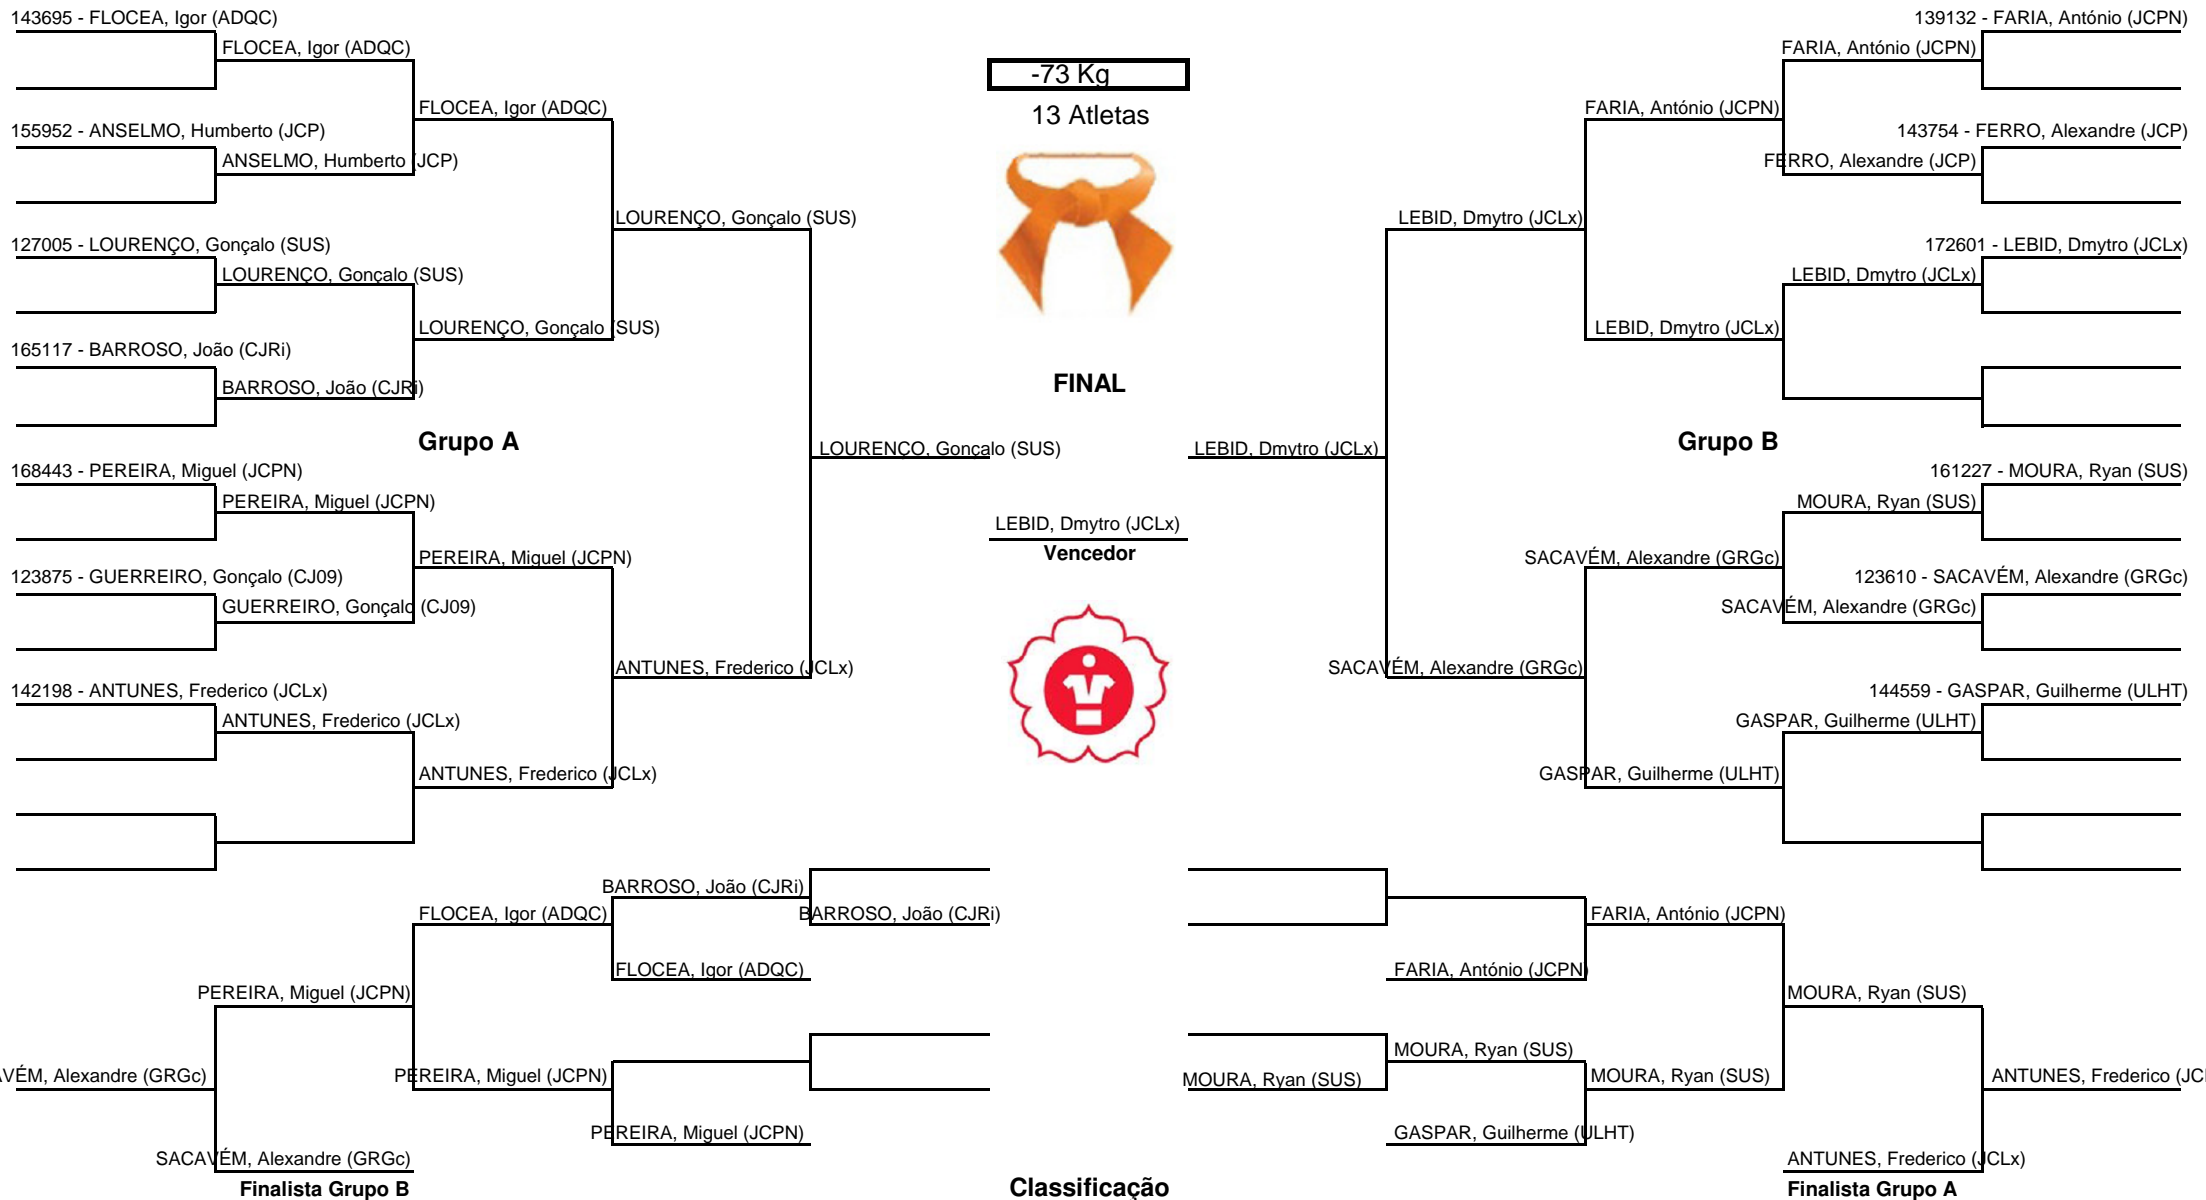 143695 - FLOCEA, Igor (ADQC)
FLOCEA, Igor (ADQC)
FLOCEA, Igor (ADQC)
155952 - ANSELMO, Humberto (JCP)
ANSELMO, Humberto (JCP)
LOURENÇO, Gonçalo (SUS)
127005 - LOURENÇO, Gonçalo (SUS)
LOURENÇO, Gonçalo (SUS)
LOURENÇO, Gonçalo (SUS)
165117 - BARROSO, João (CJRi)
BARROSO, João (CJRi)
Grupo A
LOURENÇO, Gonçalo (SUS)
168443 - PEREIRA, Miguel (JCPN)
PEREIRA, Miguel (JCPN)
PEREIRA, Miguel (JCPN)
123875 - GUERREIRO, Gonçalo (CJ09)
GUERREIRO, Gonçalo (CJ09)
ANTUNES, Frederico (JCLx)
142198 - ANTUNES, Frederico (JCLx)
ANTUNES, Frederico (JCLx)
ANTUNES, Frederico (JCLx)
-73 Kg
13 Atletas
FINAL
LEBID, Dmytro (JCLx)
Vencedor
139132 - FARIA, António (JCPN)
FARIA, António (JCPN)
FARIA, António (JCPN)
143754 - FERRO, Alexandre (JCP)
FERRO, Alexandre (JCP)
LEBID, Dmytro (JCLx)
172601 - LEBID, Dmytro (JCLx)
LEBID, Dmytro (JCLx)
LEBID, Dmytro (JCLx)
Grupo B
LEBID, Dmytro (JCLx)
161227 - MOURA, Ryan (SUS)
MOURA, Ryan (SUS)
SACAVÉM, Alexandre (GRGc)
123610 - SACAVÉM, Alexandre (GRGc)
SACAVÉM, Alexandre (GRGc)
SACAVÉM, Alexandre (GRGc)
144559 - GASPAR, Guilherme (ULHT)
GASPAR, Guilherme (ULHT)
GASPAR, Guilherme (ULHT)
BARROSO, João (CJRi)
FLOCEA, Igor (ADQC)
BARROSO, João (CJRi)
FLOCEA, Igor (ADQC)
PEREIRA, Miguel (JCPN)
VÉM, Alexandre (GRGc)
PEREIRA, Miguel (JCPN)
PEREIRA, Miguel (JCPN)
SACAVÉM, Alexandre (GRGc)
Finalista Grupo B
FARIA, António (JCPN)
FARIA, António (JCPN)
MOURA, Ryan (SUS)
MOURA, Ryan (SUS)
MOURA, Ryan (SUS)
MOURA, Ryan (SUS)
ANTUNES, Frederico (JC
GASPAR, Guilherme (ULHT)
ANTUNES, Frederico (JCLx)
Finalista Grupo A
Classificação